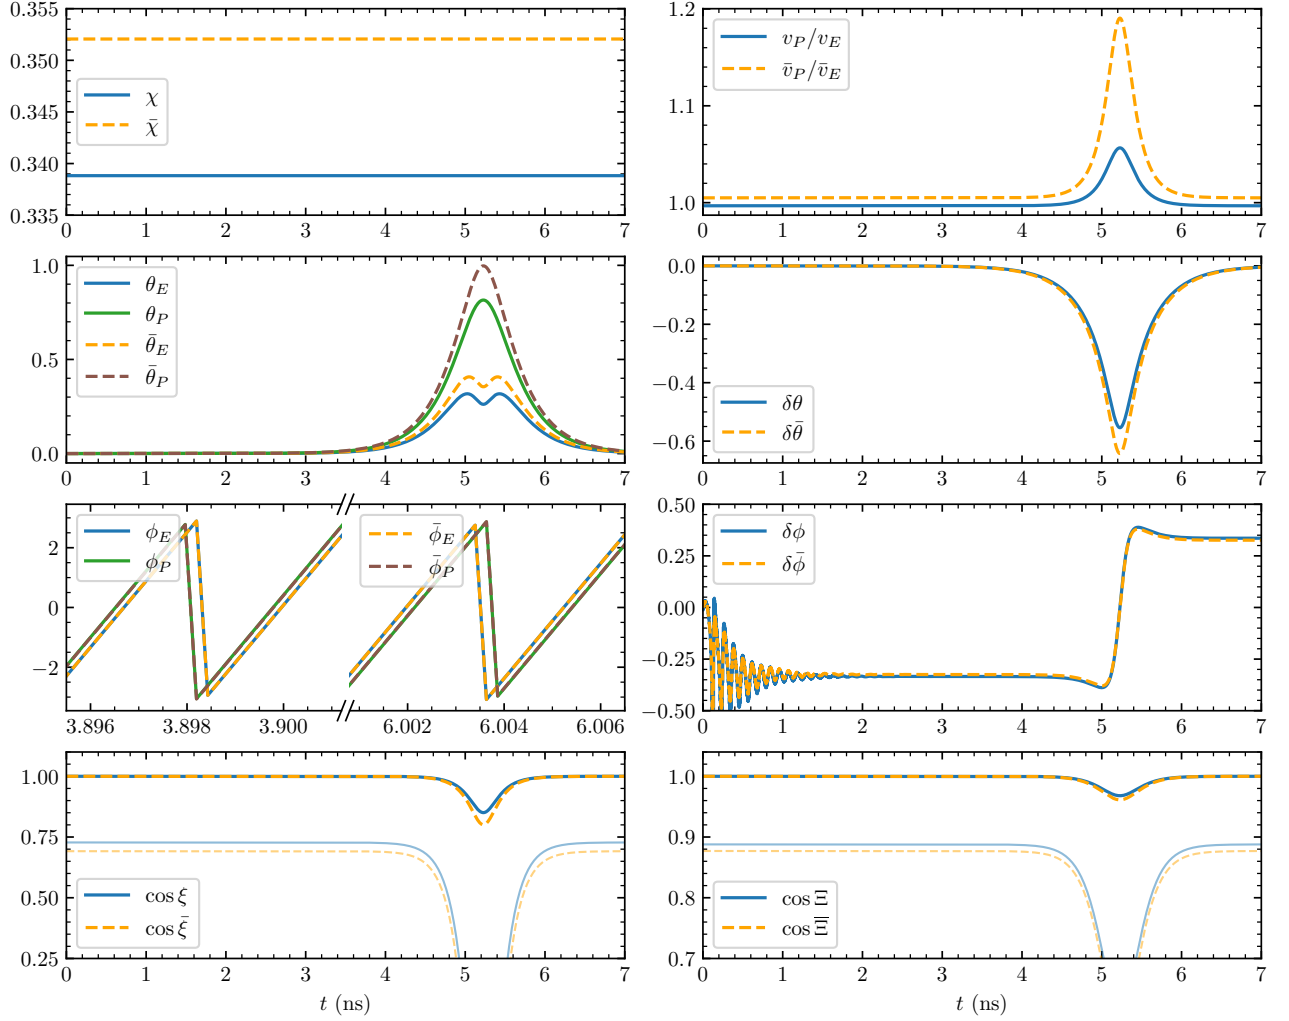 0.355
0.350
0.345
0.340
0.335
χ
χ̄
0 1 2 3 4 5 6 7
1.2
1.1
1.0
v_P/v_E
v̄_P/v̄_E
0 1 2 3 4 5 6 7
1.0
0.5
0.0
θ_E
θ_P
θ̄_E
θ̄_P
0 1 2 3 4 5 6 7
0.0
−0.2
−0.4
−0.6
δθ
δθ̄
0 1 2 3 4 5 6 7
2
0
−2
ϕ_E
ϕ_P
ϕ̄_E
ϕ̄_P
3.896 3.898 3.900 6.002 6.004 6.006
0.50
0.25
0.00
−0.25
−0.50
δϕ
δϕ̄
0 1 2 3 4 5 6 7
1.00
0.75
0.50
0.25
cos ξ
cos ξ̄
0 1 2 3 4 5 6 7
t (ns)
1.0
0.9
0.8
0.7
cos Ξ
cos Ξ̄
0 1 2 3 4 5 6 7
t (ns)